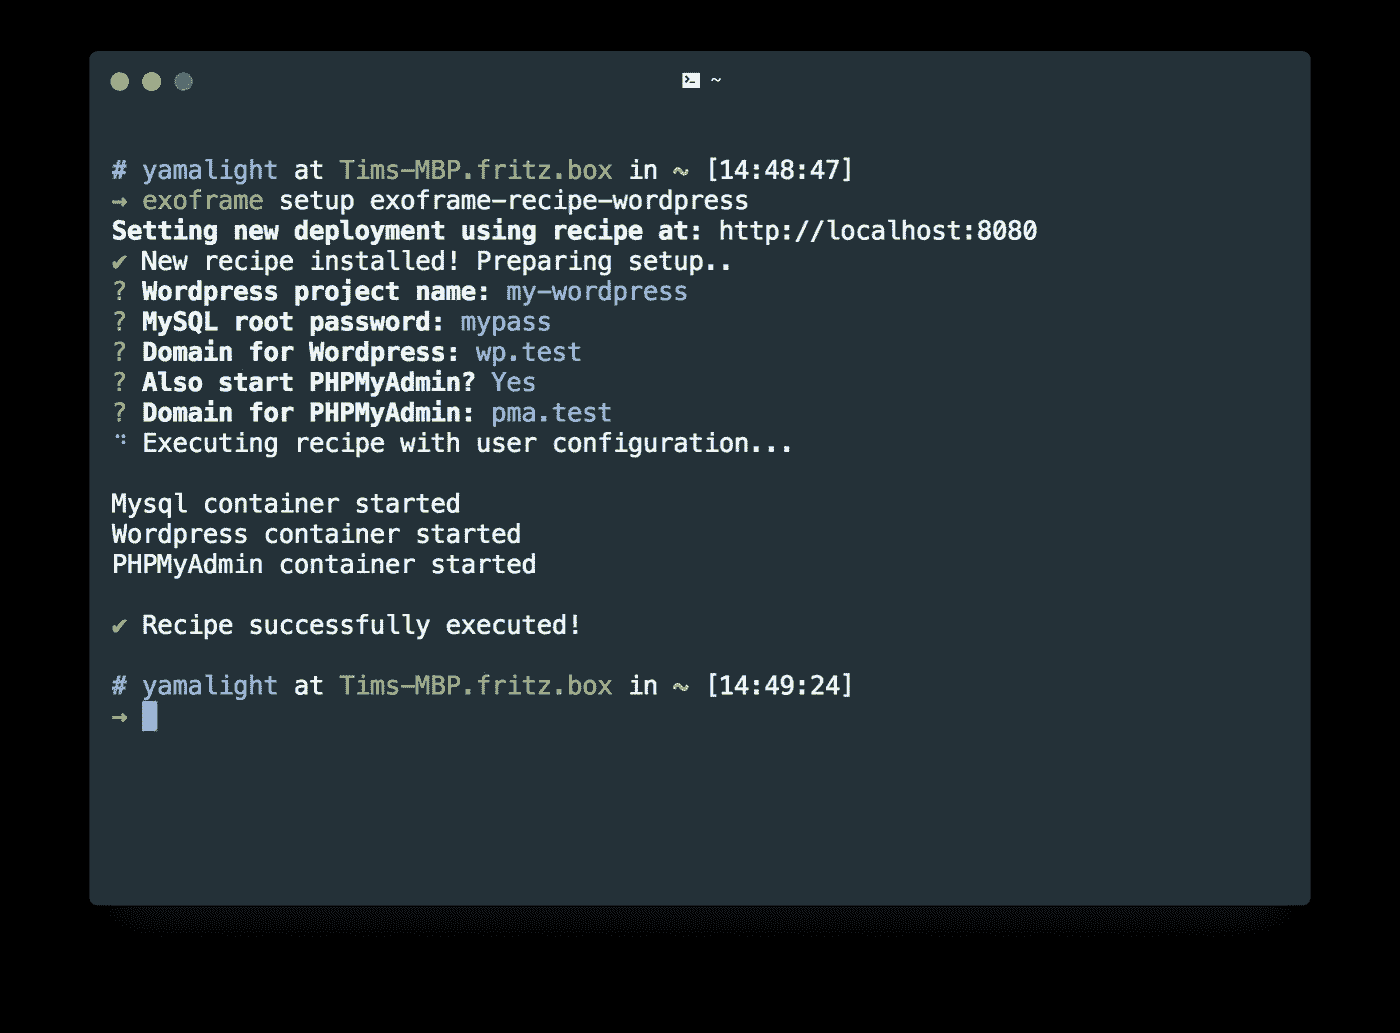 ~
# yamalight at Tims-MBP.fritz.box in ~ [14:48:47]
→ exoframe setup exoframe-recipe-wordpress
Setting new deployment using recipe at: http://localhost:8080
✔ New recipe installed! Preparing setup..
? Wordpress project name: my-wordpress
? MySQL root password: mypass
? Domain for Wordpress: wp.test
? Also start PHPMyAdmin? Yes
? Domain for PHPMyAdmin: pma.test
⠙ Executing recipe with user configuration...
Mysql container started
Wordpress container started
PHPMyAdmin container started
✔ Recipe successfully executed!
# yamalight at Tims-MBP.fritz.box in ~ [14:49:24]
→